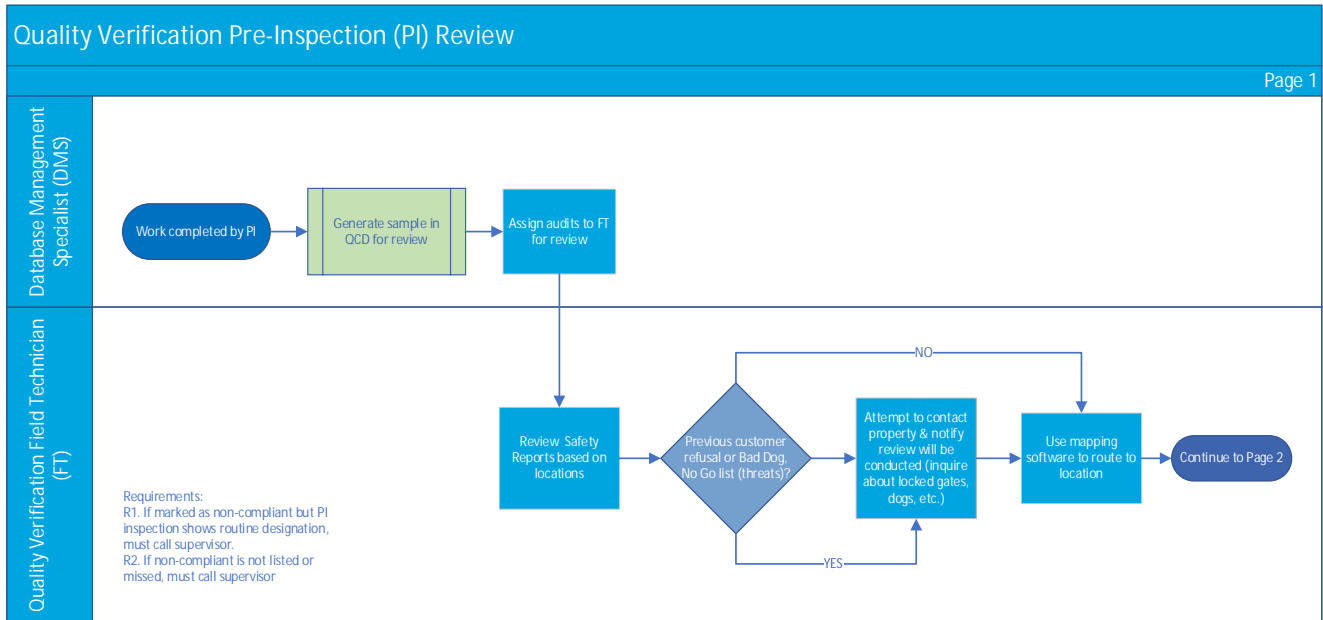 Quality Verification Pre-Inspection (PI) Review
Page 1
Database Management
Specialist (DMS)
Work completed by PI
Generate sample in
QCD for review
Assign audits to FT
for review
Quality Verification Field Technician
(FT)
Requirements:
R1. If marked as non-compliant but PI
inspection shows routine designation,
must call supervisor.
R2. If non-compliant is not listed or
missed, must call supervisor
Review Safety
Reports based on
locations
Previous customer
refusal or Bad Dog,
No Go list (threats)?
NO
YES
Attempt to contact
property & notify
review will be
conducted (inquire
about locked gates,
dogs, etc.)
Use mapping
software to route to
location
Continue to Page 2